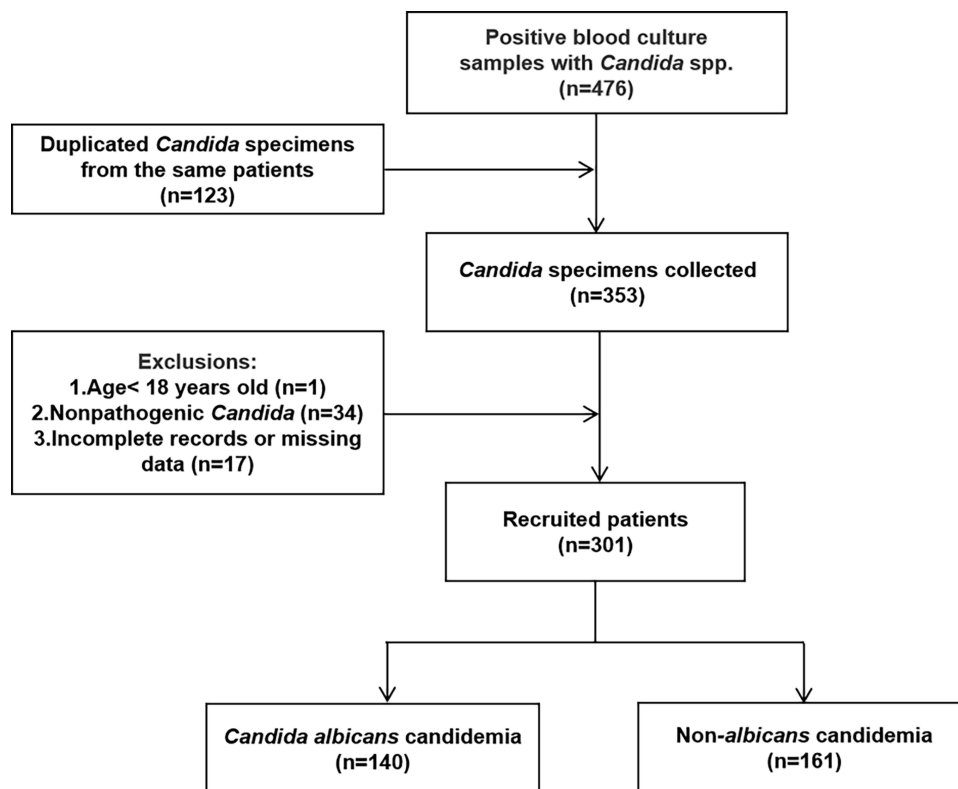 Positive blood culture
samples with Candida spp.
(n=476)
Duplicated Candida specimens
from the same patients
(n=123)
Candida specimens collected
(n=353)
Exclusions:
1.Age< 18 years old (n=1)
2.Nonpathogenic Candida (n=34)
3.Incomplete records or missing
data (n=17)
Recruited patients
(n=301)
Candida albicans candidemia
(n=140)
Non-albicans candidemia
(n=161)